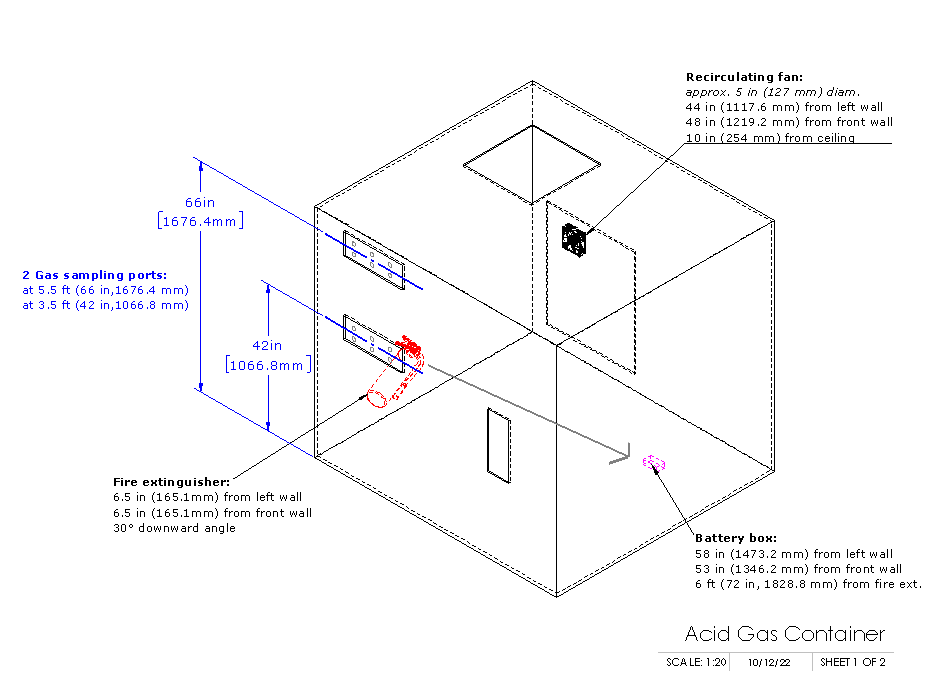 Recirculating fan:
approx. 5 in (127 mm) diam.
44 in (1117.6 mm) from left wall
48 in (1219.2 mm) from front wall
10 in (254 mm) from ceiling
66in
[1676.4mm]
2 Gas sampling ports:
at 5.5 ft (66 in,1676.4 mm)
at 3.5 ft (42 in,1066.8 mm)
42in
[1066.8mm]
Fire extinguisher:
6.5 in (165.1mm) from left wall
6.5 in (165.1mm) from front wall
30° downward angle
Battery box:
58 in (1473.2 mm) from left wall
53 in (1346.2 mm) from front wall
6 ft (72 in, 1828.8 mm) from fire ext.
Acid Gas Container
SCALE: 1:20 10/12/22 SHEET 1 OF 2